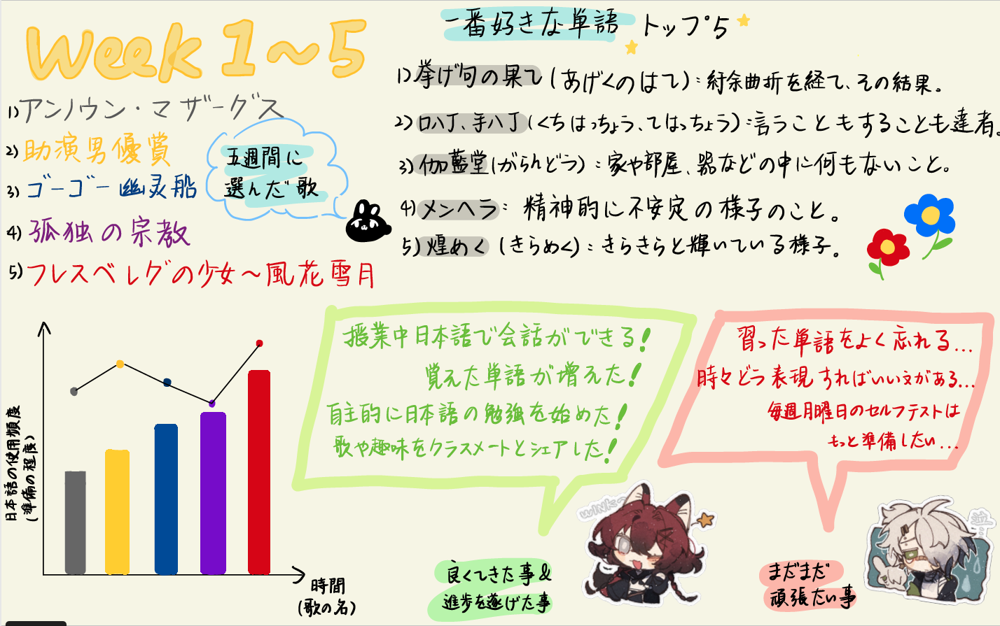 Week 1～5
1)アンノウン・マザーグス
2)助演男優賞
3)ゴーゴー幽灵船
4)孤独の宗教
5)フレスベルグの少女～風花雪月
五週間に
選んだ歌
一番好きな単語 トップ5
1)挙げ句の果て(あげくのはて):紆余曲折を経て、その結果。
2)口八丁、手八丁(くちはっちょう、てはっちょう):言うこともすることも達者。
3)伽藍堂(がらんどう):家や部屋、器などの中に何もないこと。
4)メンヘラ:精神的に不安定の様子のこと。
5)煌めく(きらめく):きらきらと輝いている様子。
日本語の使用頻度
(準備の程度)
時間
(歌の名)
授業中日本語で会話ができる!
覚えた単語が増えた!
自主的に日本語の勉強を始めた!
歌や趣味をクラスメートとシェアした!
習った単語をよく忘れる...
時々どう表現すればいい文がある...
毎週月曜日のセルフテストは
もっと準備したい...
WINK~
泣...
良くてきた事&
進歩を遂げた事
まだまだ
頑張たい事